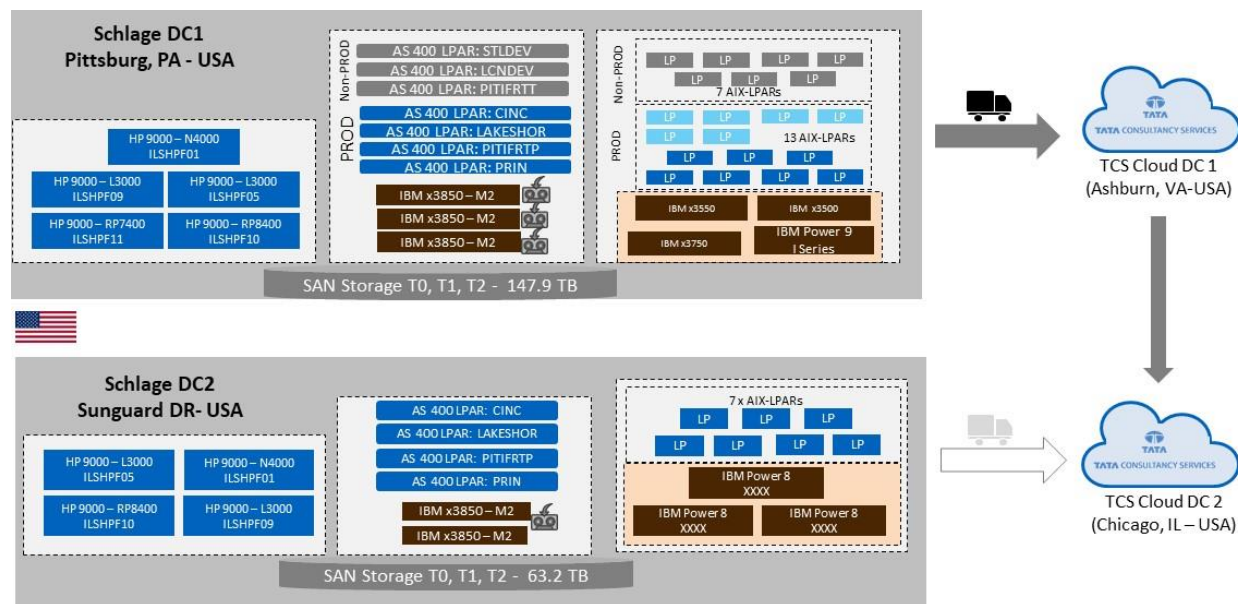 Schlage DC1
Pittsburg, PA - USA
HP 9000 – N4000
ILSHPF01
HP 9000 – L3000
ILSHPF09
HP 9000 – L3000
ILSHPF05
HP 9000 – RP7400
ILSHPF11
HP 9000 – RP8400
ILSHPF10
Non-PROD
AS 400 LPAR: STLDEV
AS 400 LPAR: LCNDEV
AS 400 LPAR: PITIFRTT
PROD
AS 400 LPAR: CINC
AS 400 LPAR: LAKESHOR
AS 400 LPAR: PITIFRTP
AS 400 LPAR: PRIN
IBM x3850 – M2
IBM x3850 – M2
IBM x3850 – M2
Non-PROD
LP LP LP LP
LP LP LP
7 AIX-LPARs
PROD
LP LP LP LP
LP LP 13 AIX-LPARs
LP LP LP
LP LP LP LP
IBM x3550
IBM x3500
IBM x3750
IBM Power 9
I Series
SAN Storage T0, T1, T2 - 147.9 TB
TATA
TATA CONSULTANCY SERVICES
TCS Cloud DC 1
(Ashburn, VA-USA)
Schlage DC2
Sunguard DR- USA
HP 9000 – L3000
ILSHPF05
HP 9000 – N4000
ILSHPF01
HP 9000 – RP8400
ILSHPF10
HP 9000 – L3000
ILSHPF09
AS 400 LPAR: CINC
AS 400 LPAR: LAKESHOR
AS 400 LPAR: PITIFRTP
AS 400 LPAR: PRIN
IBM x3850 – M2
IBM x3850 – M2
7 x AIX-LPARs
LP LP LP
LP LP LP LP
IBM Power 8
XXXX
IBM Power 8
XXXX
IBM Power 8
XXXX
SAN Storage T0, T1, T2 - 63.2 TB
TATA
TATA CONSULTANCY SERVICES
TCS Cloud DC 2
(Chicago, IL – USA)